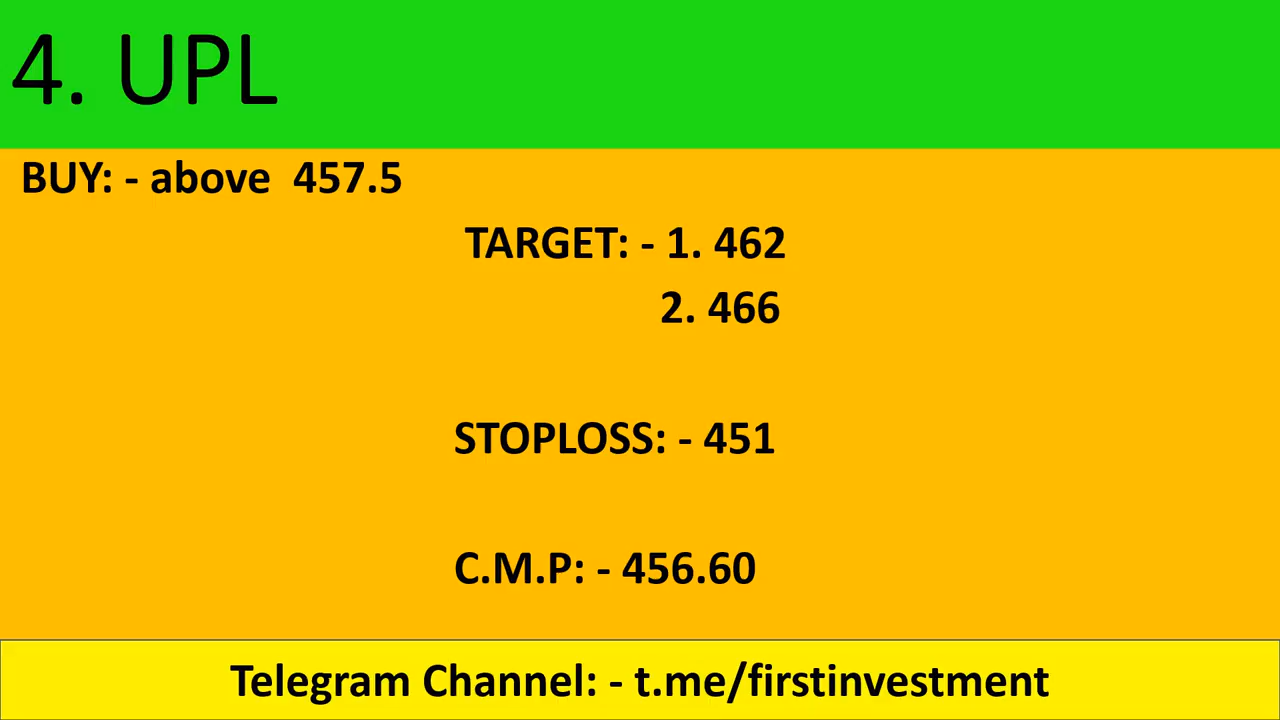 4. UPL
BUY: - above 457.5
TARGET: - 1. 462
2. 466
STOPLOSS: - 451
C.M.P: - 456.60
Telegram Channel: - t.me/firstinvestment